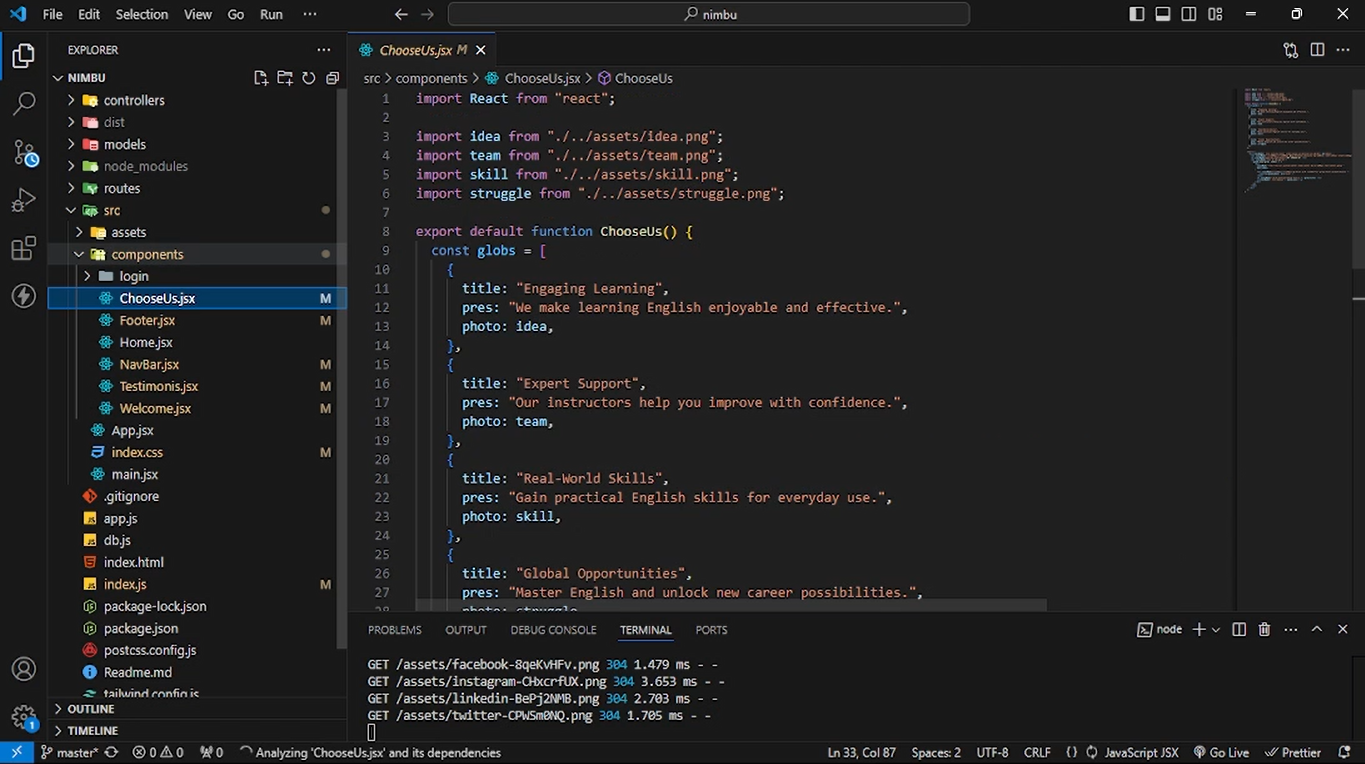 File Edit Selection View Go Run ··· nimbu
EXPLORER ···
NIMBU
controllers
dist
models
node_modules
routes
src
assets
components
login
ChooseUs.jsx M
Footer.jsx M
Home.jsx
NavBar.jsx M
Testimonis.jsx M
Welcome.jsx M
App.jsx
index.css M
main.jsx
.gitignore
app.js
db.js
index.html
index.js M
package-lock.json
package.json
postcss.config.js
Readme.md
tailwind.config.js
OUTLINE
TIMELINE
1
ChooseUs.jsx M
src > components > ChooseUs.jsx > ChooseUs
1 import React from "react";
2
3 import idea from "./../assets/idea.png";
4 import team from "./../assets/team.png";
5 import skill from "./../assets/skill.png";
6 import struggle from "./../assets/struggle.png";
7
8 export default function ChooseUs() {
9 const globs = [
10 {
11 title: "Engaging Learning",
12 pres: "We make learning English enjoyable and effective.",
13 photo: idea,
14 },
15 {
16 title: "Expert Support",
17 pres: "Our instructors help you improve with confidence.",
18 photo: team,
19 },
20 {
21 title: "Real-World Skills",
22 pres: "Gain practical English skills for everyday use.",
23 photo: skill,
24 },
25 {
26 title: "Global Opportunities",
27 pres: "Master English and unlock new career possibilities.",
28 photo: struggle
PROBLEMS OUTPUT DEBUG CONSOLE TERMINAL PORTS node
GET /assets/facebook-8qeKvHFv.png 304 1.479 ms - -
GET /assets/instagram-CHxcrfUX.png 304 3.653 ms - -
GET /assets/linkedin-BePj2NMB.png 304 2.703 ms - -
GET /assets/twitter-CPWSm0NQ.png 304 1.705 ms - -
master* 0 0 0 Analyzing 'ChooseUs.jsx' and its dependencies Ln 33, Col 87 Spaces: 2 UTF-8 CRLF {} JavaScript JSX Go Live Prettier